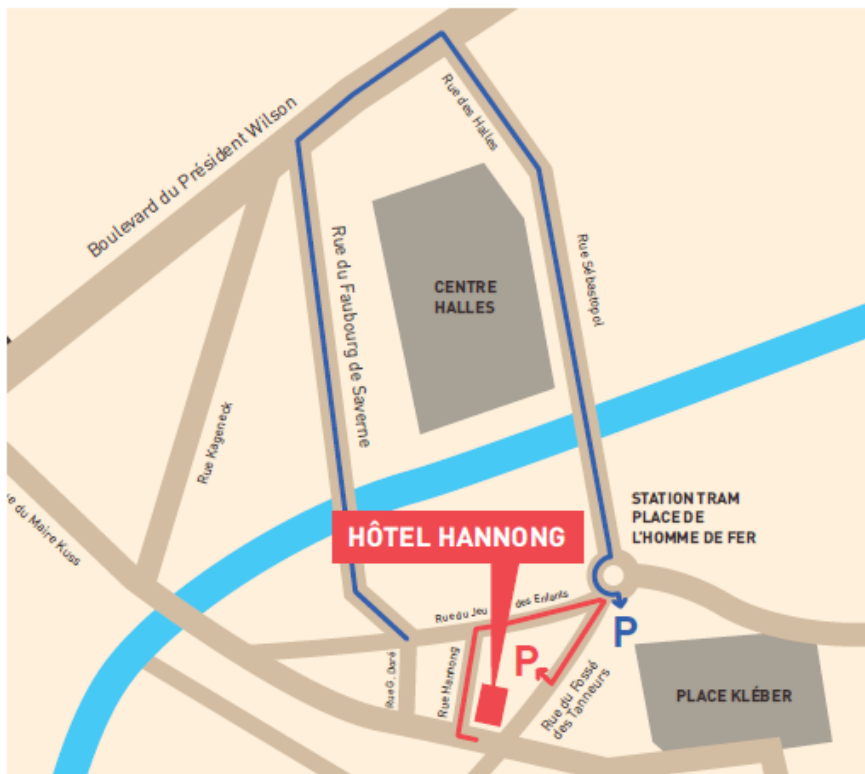 Boulevard du Président Wilson
Rue des Halles
Rue du Faubourg de Saverne
CENTRE
HALLES
Rue Sébastopol
Rue Kageneck
ue du Maire Kuss
STATION TRAM
PLACE DE
L'HOMME DE FER
HÔTEL HANNONG
Rue du Jeu des Enfants
P
P
Rue G. Doré
Rue Hannong
Rue du Fossé
des Tanneurs
PLACE KLÉBER